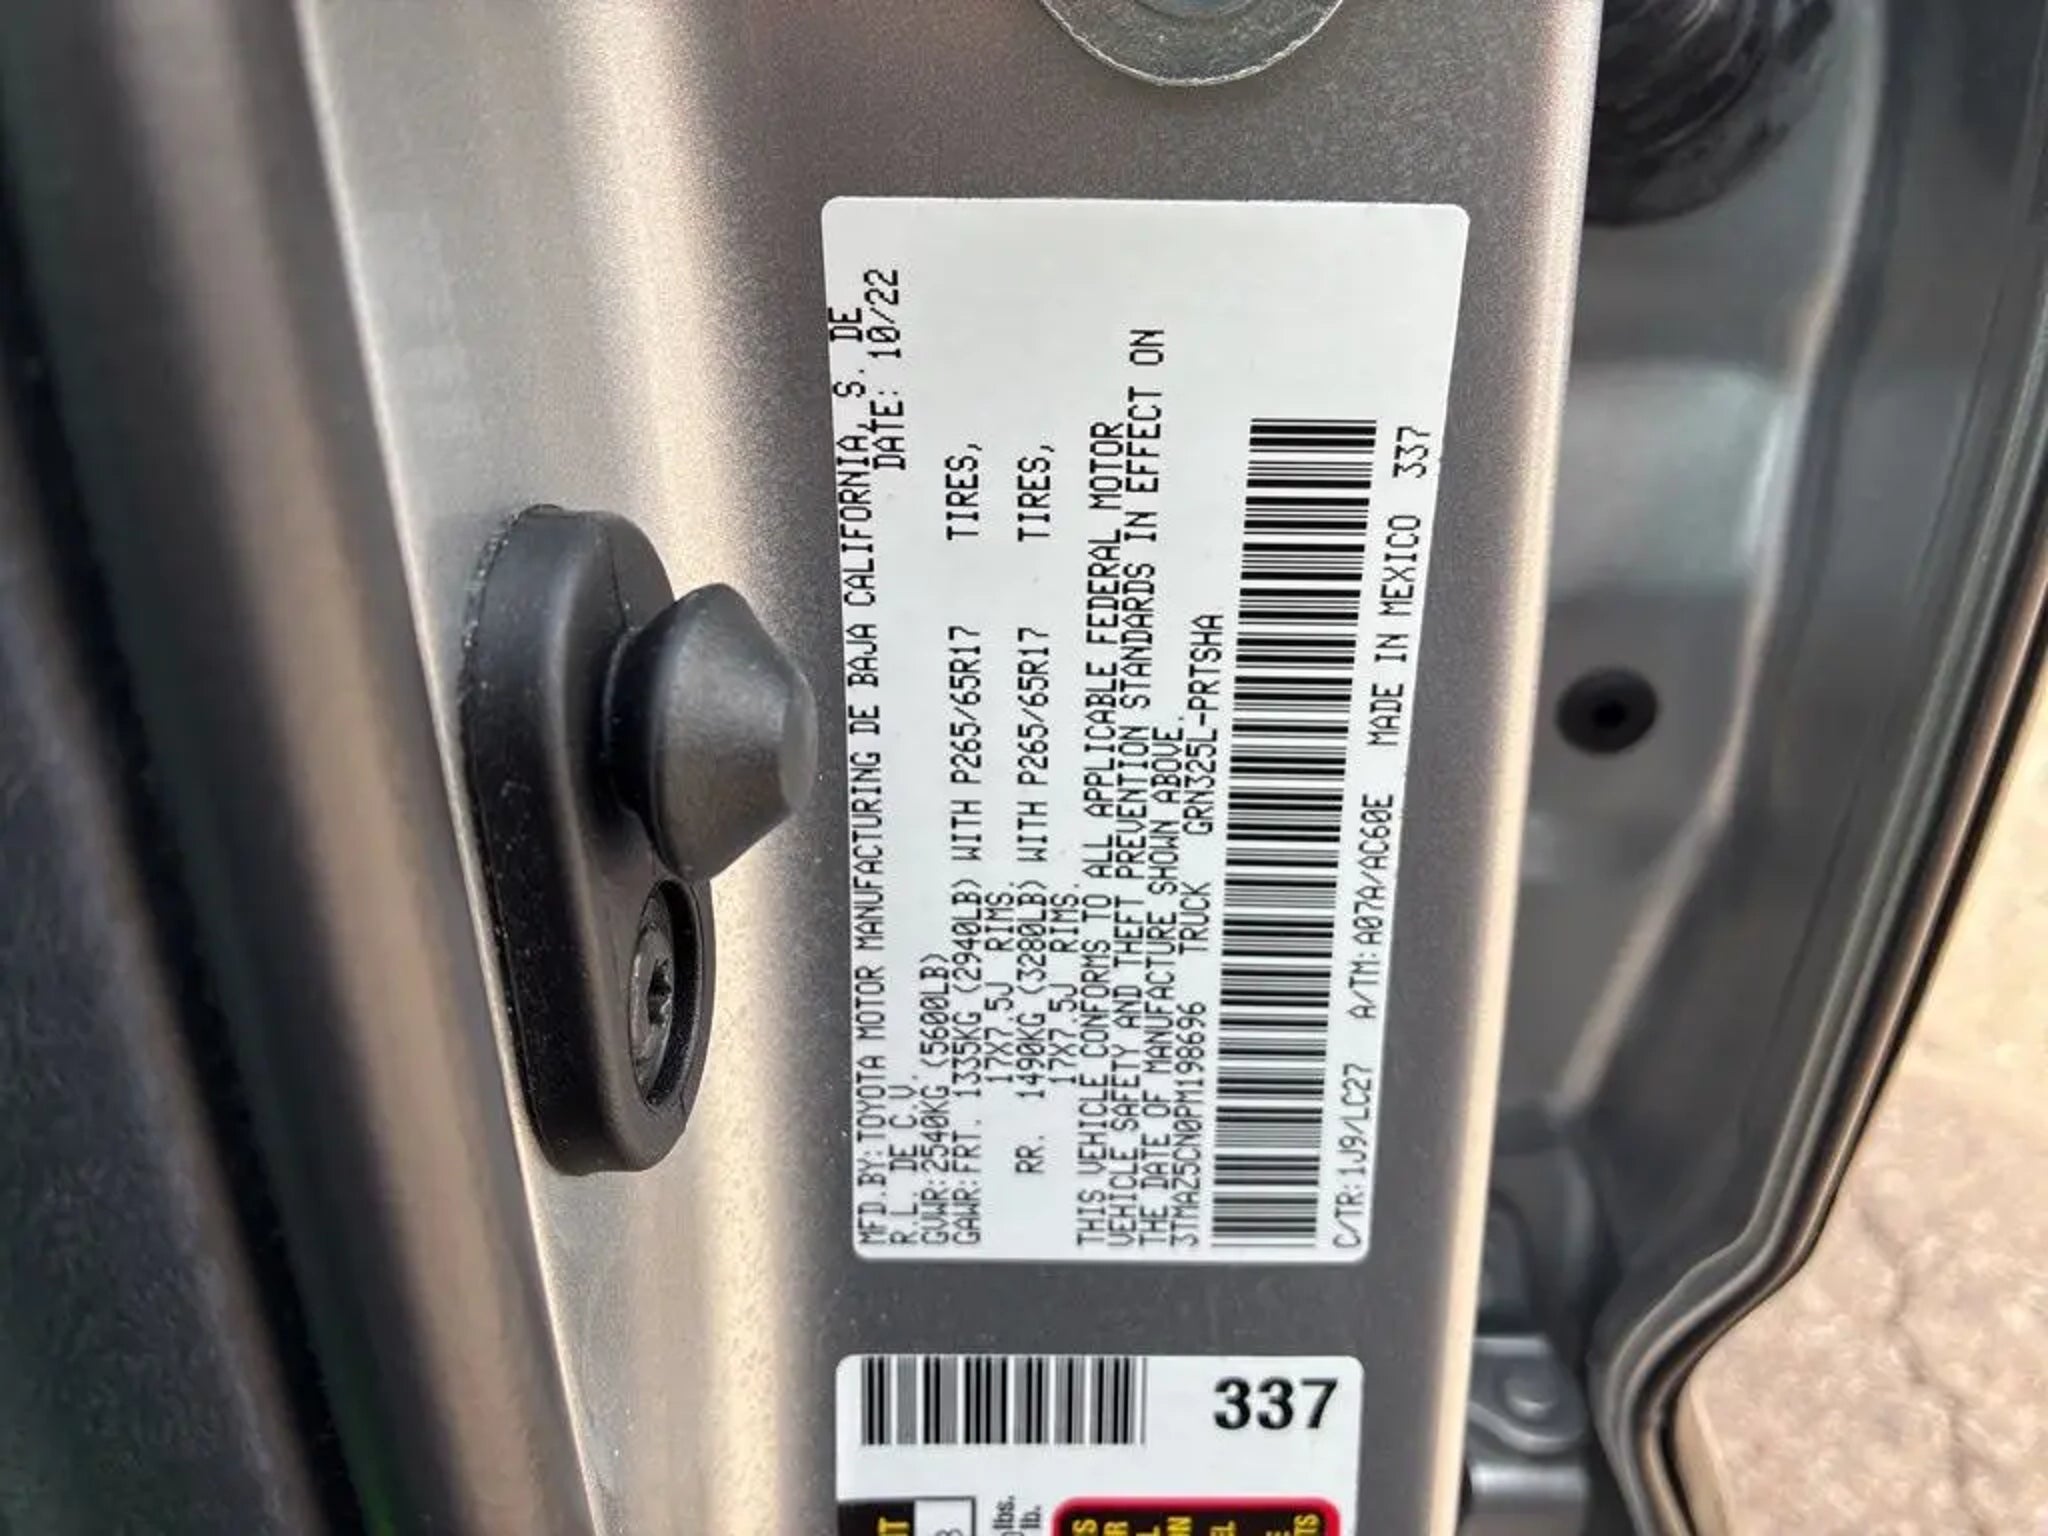 MFD.BY:TOYOTA MOTOR MANUFACTURING DE BAJA CALIFORNIA, S. DE
R.L. DE C.V. DATE: 10/22
GVWR:2540KG (5600LB)
GAWR:FRT. 1335KG (2940LB) WITH P265/65R17 TIRES,
17X7.5J RIMS.
RR. 1490KG (3280LB) WITH P265/65R17 TIRES,
17X7.5J RIMS.
THIS VEHICLE CONFORMS TO ALL APPLICABLE FEDERAL MOTOR
VEHICLE SAFETY AND THEFT PREVENTION STANDARDS IN EFFECT ON
THE DATE OF MANUFACTURE SHOWN ABOVE.
3TMAZ5CN0PM198696 TRUCK GRN325L-PRTSHA
C/TR:1J9/LC27 A/TM:A07A/AC60E MADE IN MEXICO 337
337
lbs.
lb.